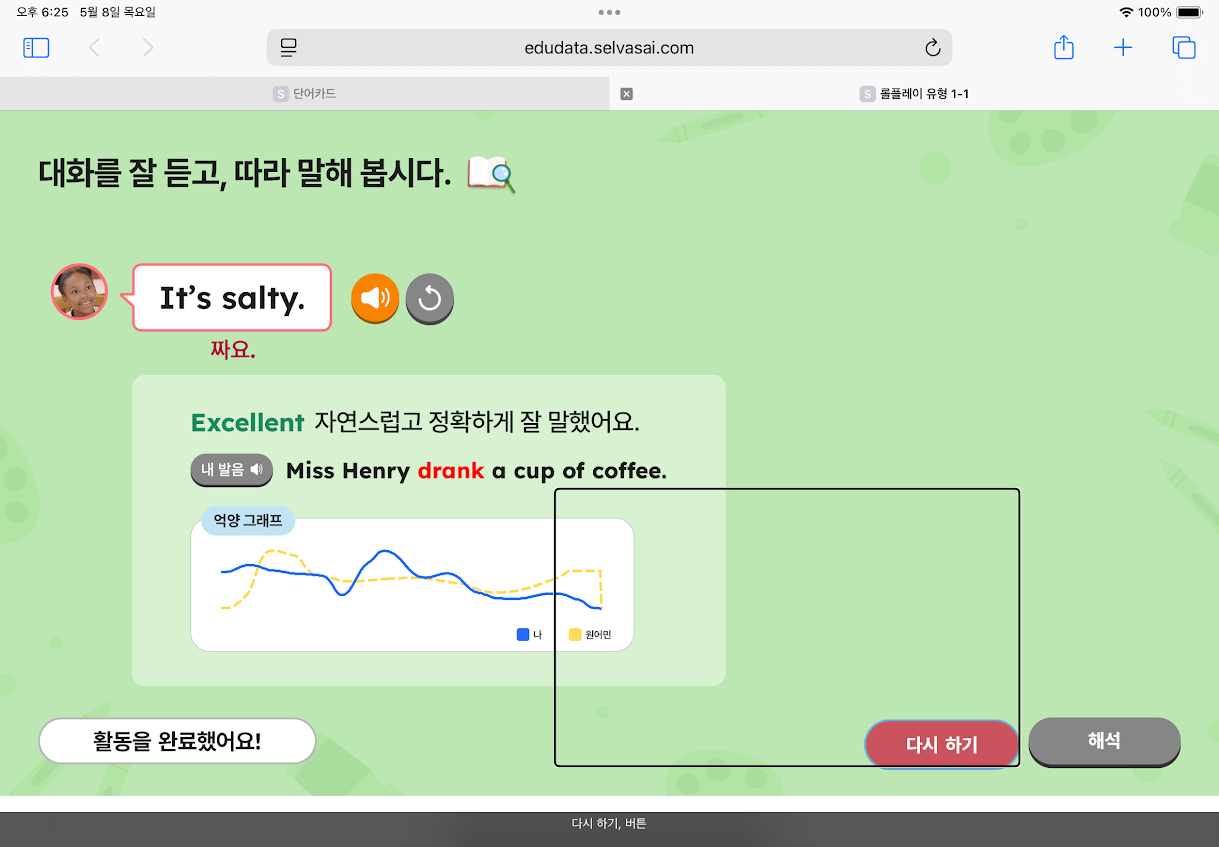 오후 6:25 5월 8일 목요일
100%
edudata.selvasai.com
S 단어카드
S 롤플레이 유형 1-1
대화를 잘 듣고, 따라 말해 봅시다.
It's salty.
짜요.
Excellent 자연스럽고 정확하게 잘 말했어요.
내 발음 Miss Henry drank a cup of coffee.
억양 그래프
나 원어민
활동을 완료했어요!
다시 하기
해석
다시 하기, 버튼